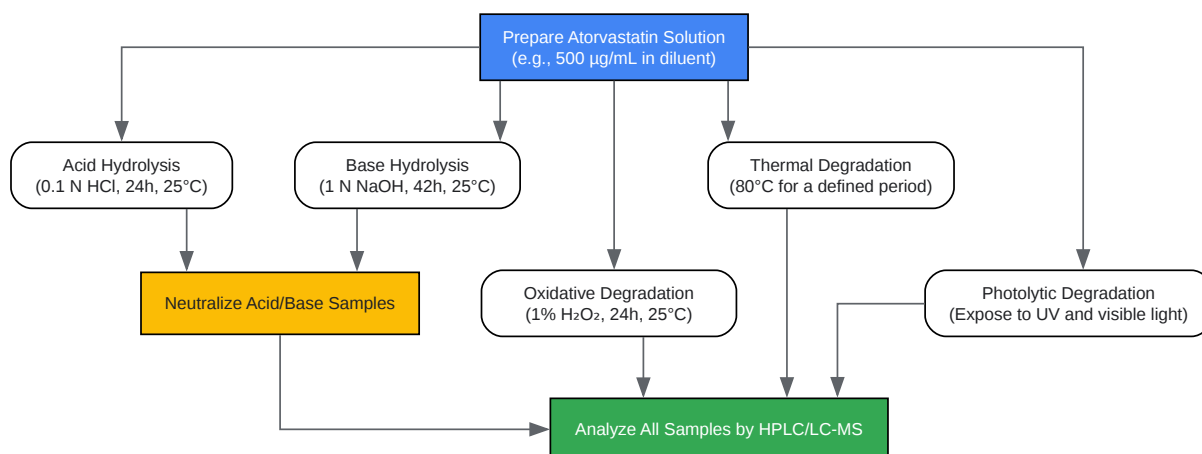 Prepare Atorvastatin Solution
(e.g., 500 µg/mL in diluent)
Acid Hydrolysis
(0.1 N HCl, 24h, 25°C)
Base Hydrolysis
(1 N NaOH, 42h, 25°C)
Thermal Degradation
(80°C for a defined period)
Neutralize Acid/Base Samples
Oxidative Degradation
(1% H₂O₂, 24h, 25°C)
Photolytic Degradation
(Expose to UV and visible light)
Analyze All Samples by HPLC/LC-MS